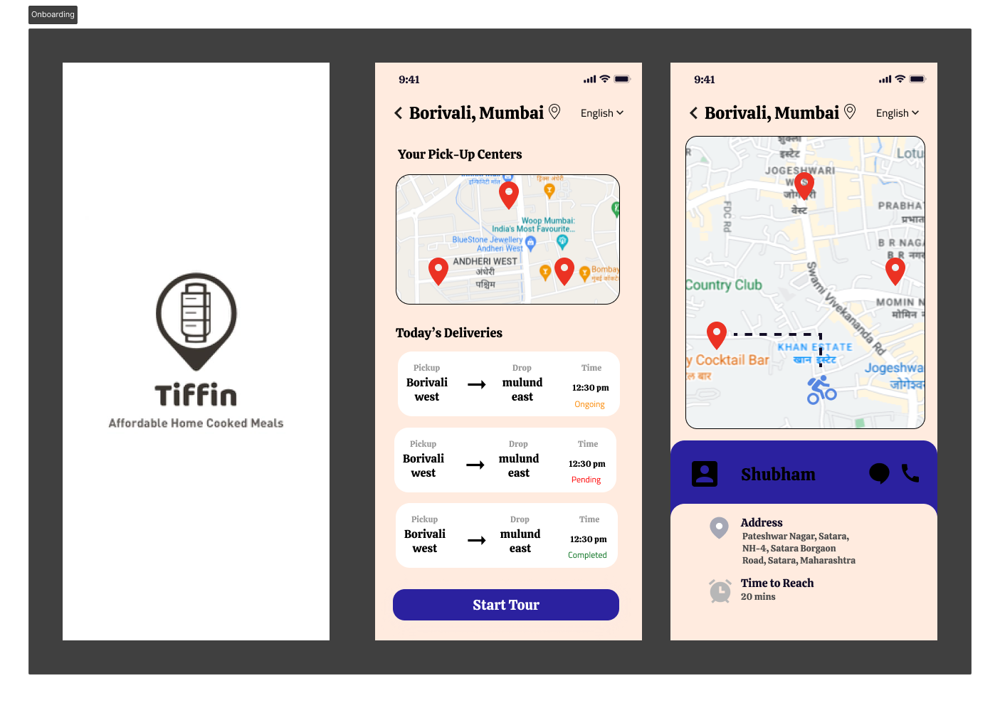 Onboarding
Tiffin
Affordable Home Cooked Meals
9:41
Borivali, Mumbai
English
Your Pick-Up Centers
इन्फिनिटी मॉल
Woop Mumbai:
India's Most Favourite...
BlueStone Jewellery
Andheri West
ANDHERI WEST
अंधेरी
पश्चिम
Bombay
Today's Deliveries
Pickup
Drop
Time
Borivali
west
mulund
east
12:30 pm
Ongoing
Pickup
Drop
Time
Borivali
west
mulund
east
12:30 pm
Pending
Pickup
Drop
Time
Borivali
west
mulund
east
12:30 pm
Completed
Start Tour
9:41
Borivali, Mumbai
English
इस्टेट
Lotu
JOGESHWARI
वेस्ट
FDC Rd
PRABHA
प्रभात
B R NAGA
B R नगर
Swami Vivekananda Rd
Country Club
MOMIN N
मोमिन
KHAN ESTATE
खान इस्टेट
y Cocktail Bar
ल बार
Jogeshwa
जोगेश्व
Shubham
Address
Pateshwar Nagar, Satara,
NH-4, Satara Borgaon
Road, Satara, Maharashtra
Time to Reach
20 mins